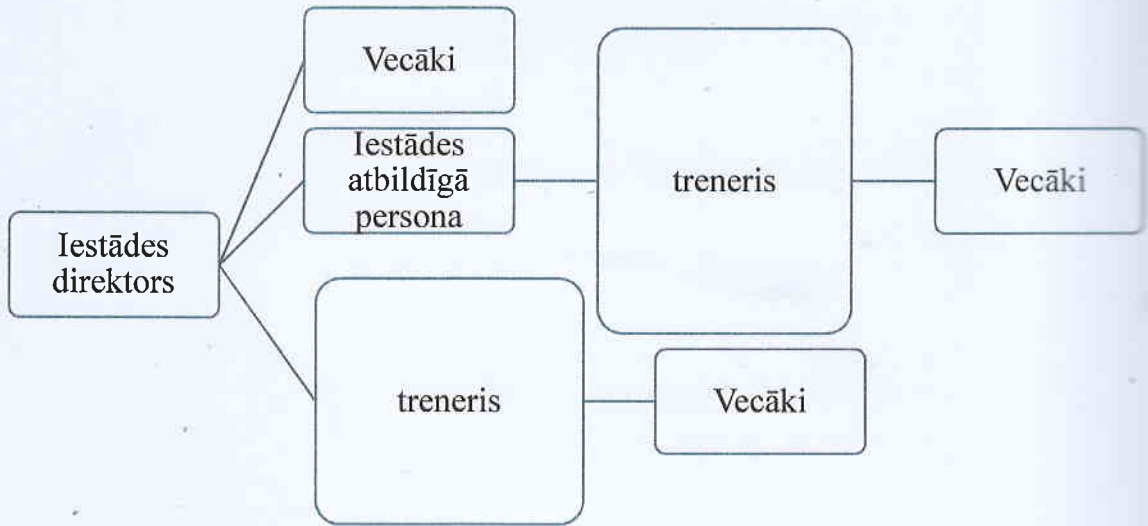 Vecāki
Iestādes
atbildīgā
persona
treneris
Vecāki
Iestādes
direktors
treneris
Vecāki